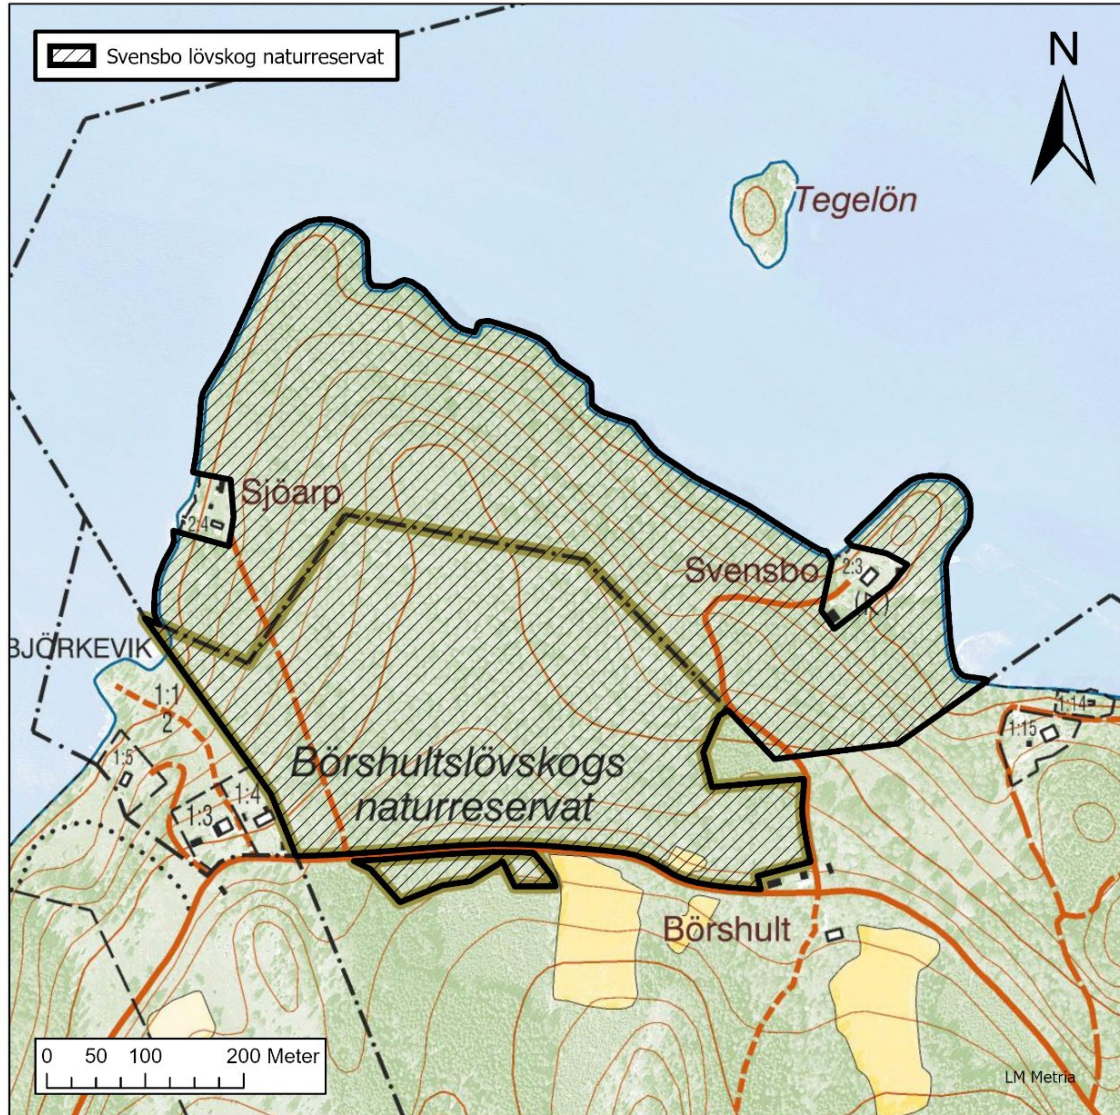 Svensbo lövskog naturreservat
N
Tegelön
Sjöarp
2:4
Svensbo
2:3
(R)
BJÖRKEVIK
1:1
2
1:5
1:3
1:4
1:14
1:15
Börshultslövskogs
naturreservat
Börshult
0 50 100 200 Meter
LM Metria